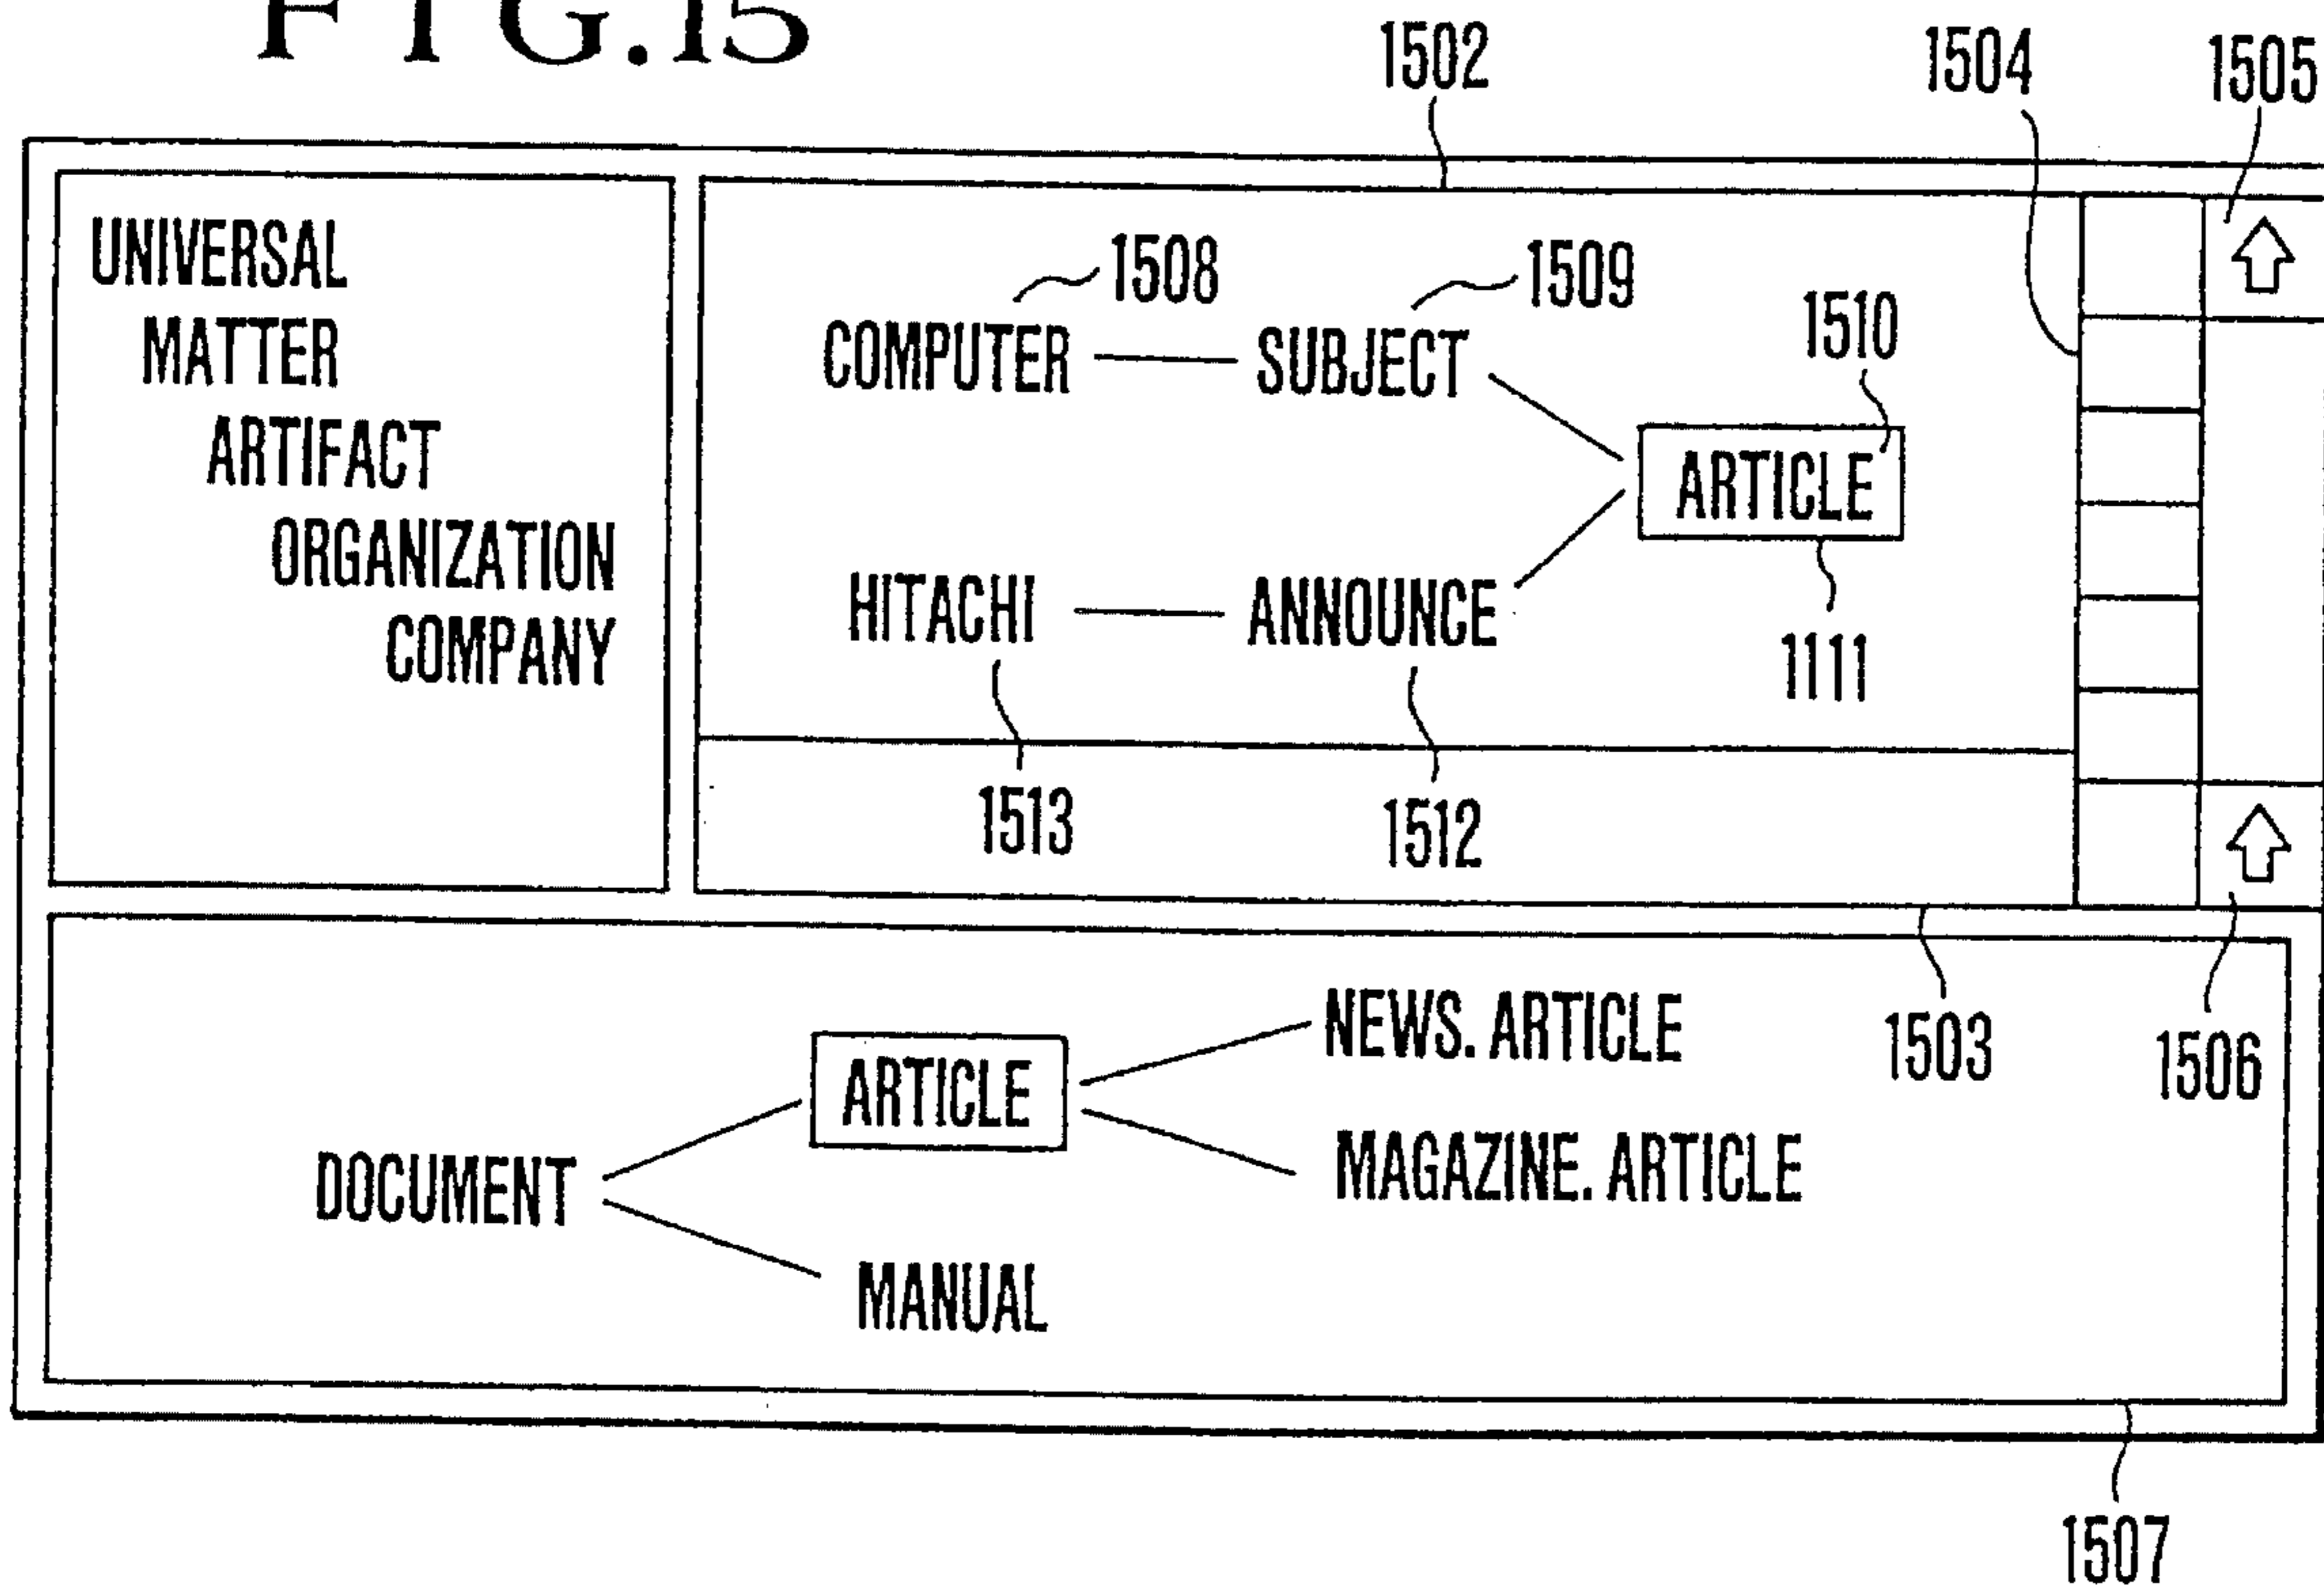 FIG.15
1502
1504
1505
UNIVERSAL
MATTER
ARTIFACT
ORGANIZATION
COMPANY
1508
1509
1510
COMPUTER
SUBJECT
ARTICLE
HITACHI
ANNOUNCE
1111
1513
1512
NEWS. ARTICLE
1503
1506
ARTICLE
MAGAZINE. ARTICLE
DOCUMENT
MANUAL
1507